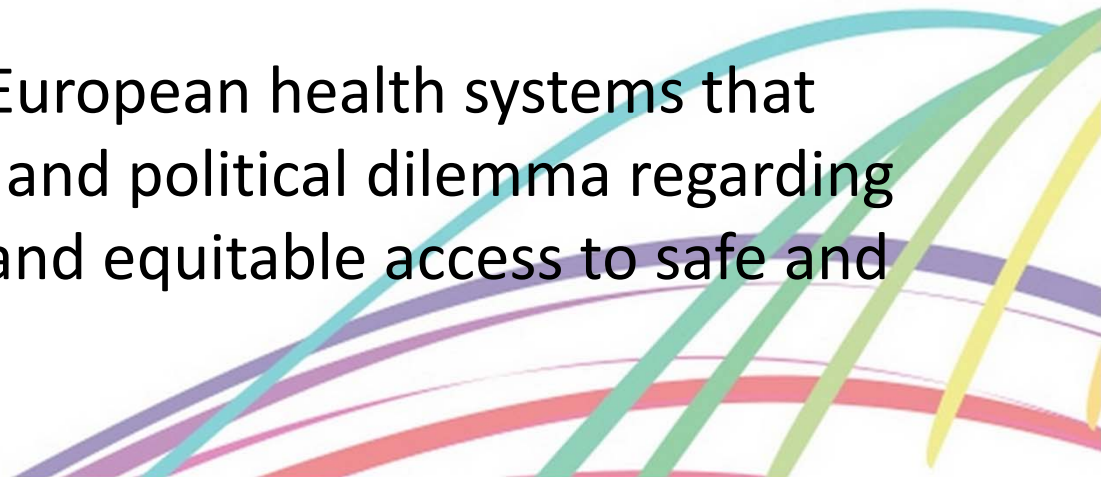 European health systems that
and political dilemma regarding
and equitable access to safe and